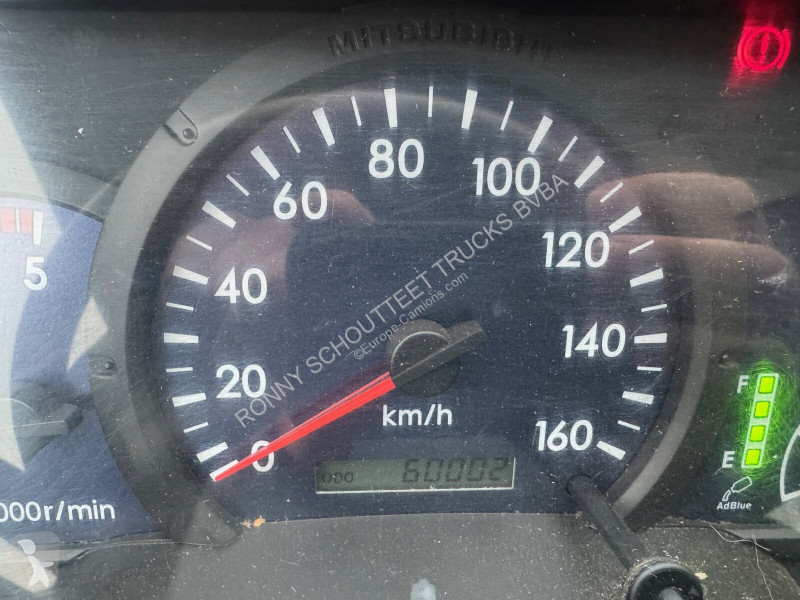 MITSUBISHI
80
100
60
120
5
40
140
20
F
km/h
160
0
ODO 60002
E
000r/min
AdBlue
RONNY SCHOUTTEET TRUCKS BVBA
©Europe-Camions.com